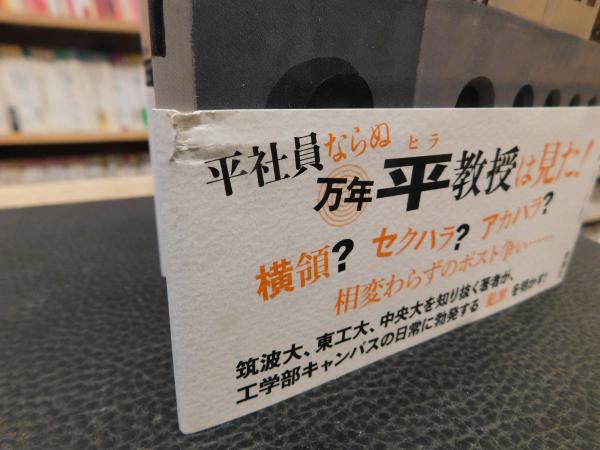 平社員ならぬ
万年平教授は見た!
ヒラ
横領? セクハラ? アカハラ?
相変わらずのポスト争い……
筑波大、東工大、中央大を知り抜く著者が、
工学部キャンパスの日常に勃発する を明かす!